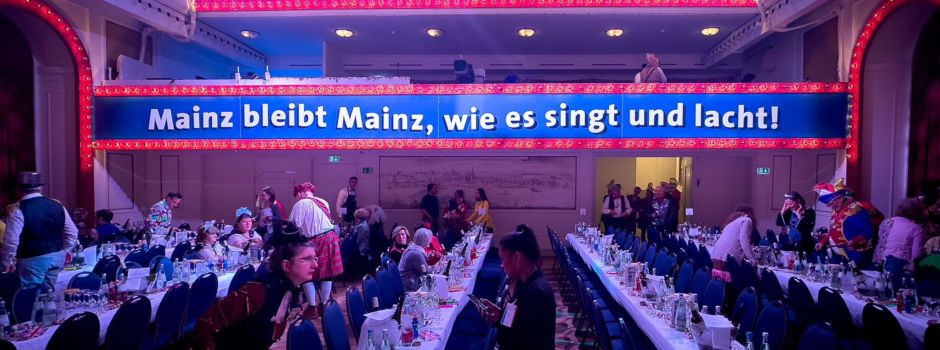 Mainz bleibt Mainz, wie es singt und lacht!